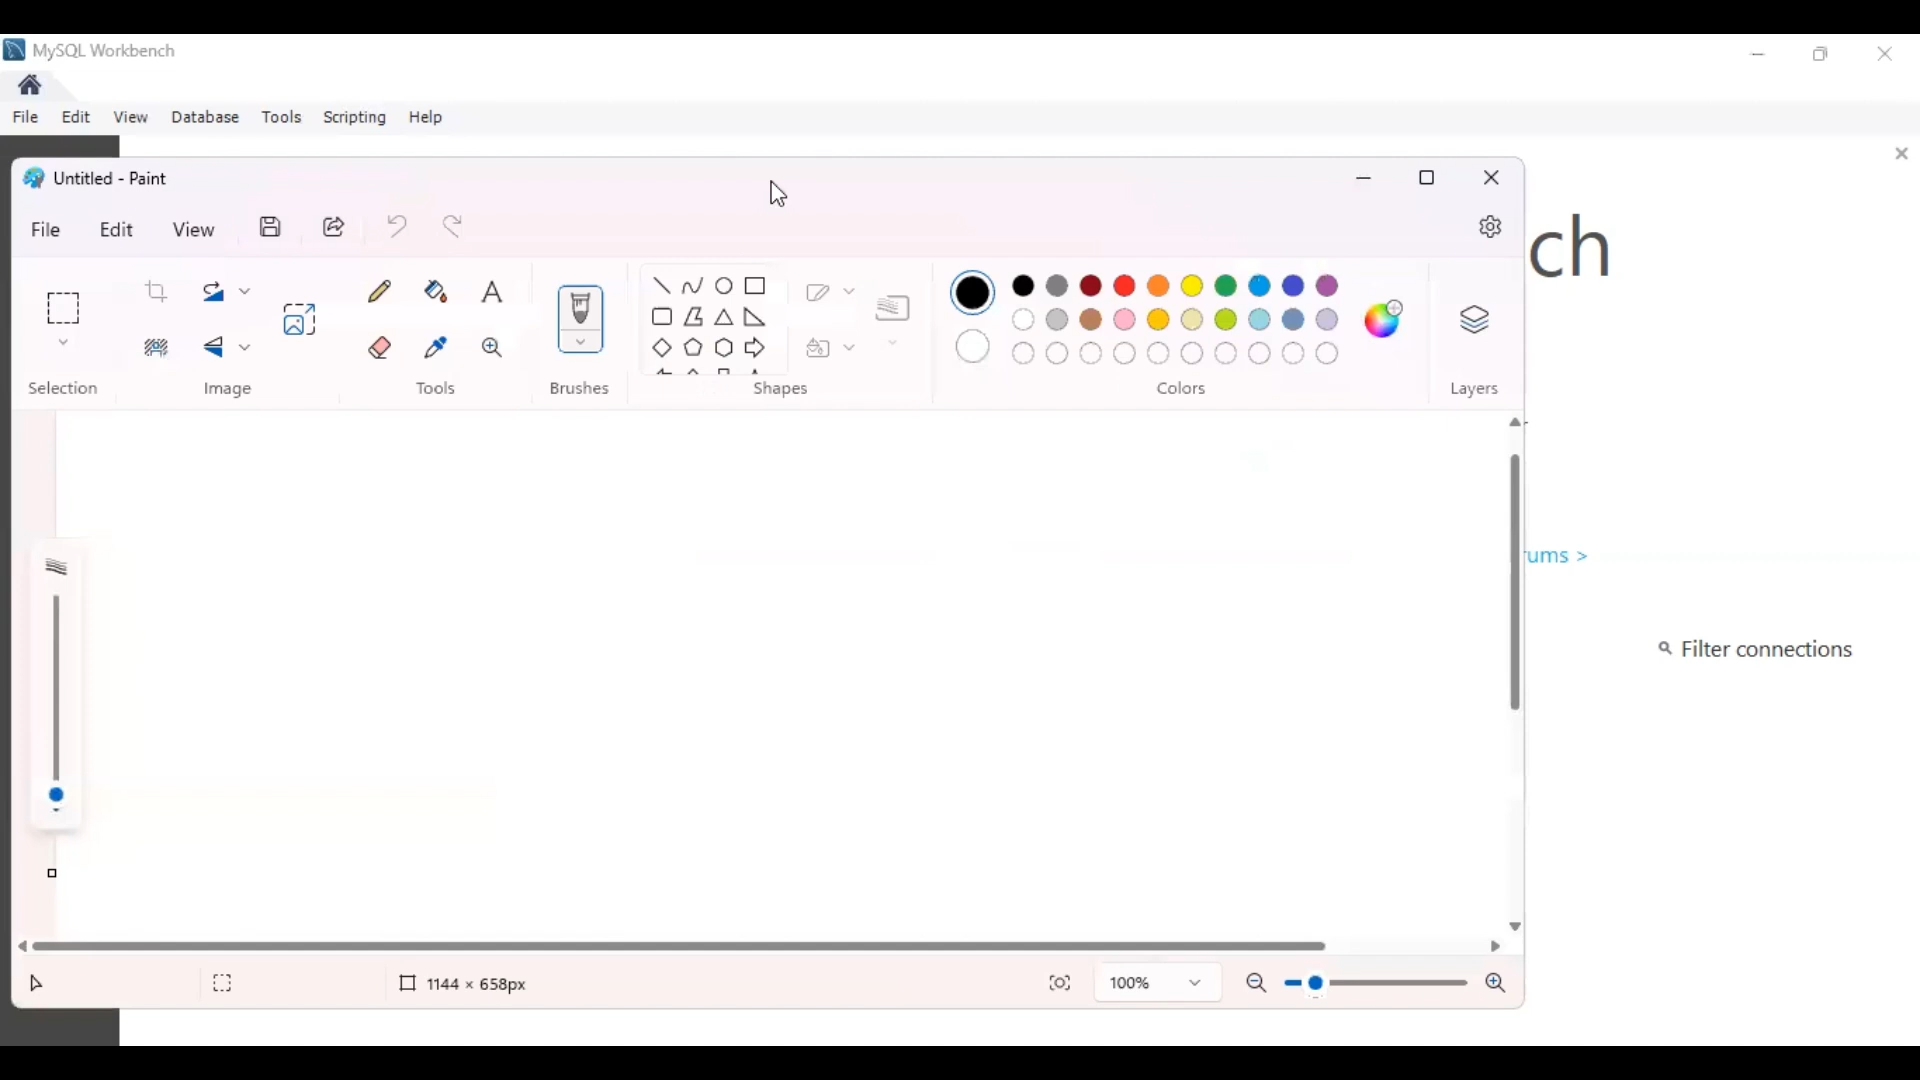 MySQL Workbench
File Edit View Database Tools Scripting Help
Untitled - Paint
ch
File Edit View
Selection Image Tools Brushes Shapes Colors Layers
rums >
Filter connections
1144 × 658px 100%